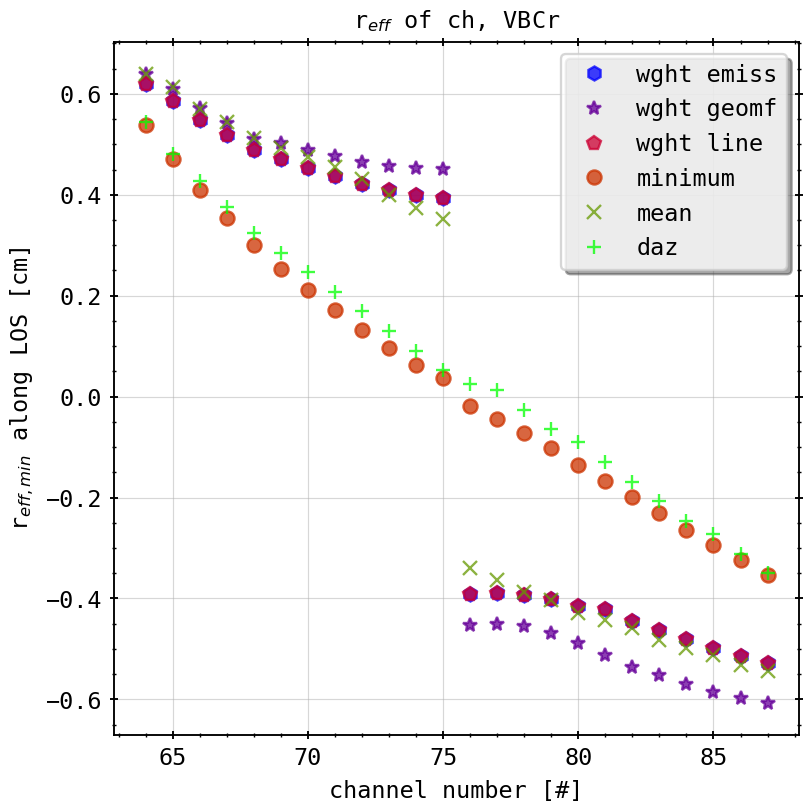 r_eff of ch, VBCr
wght emiss
wght geomf
wght line
minimum
mean
daz
r_eff,min along LOS [cm]
0.6
0.4
0.2
0.0
−0.2
−0.4
−0.6
65 70 75 80 85
channel number [#]